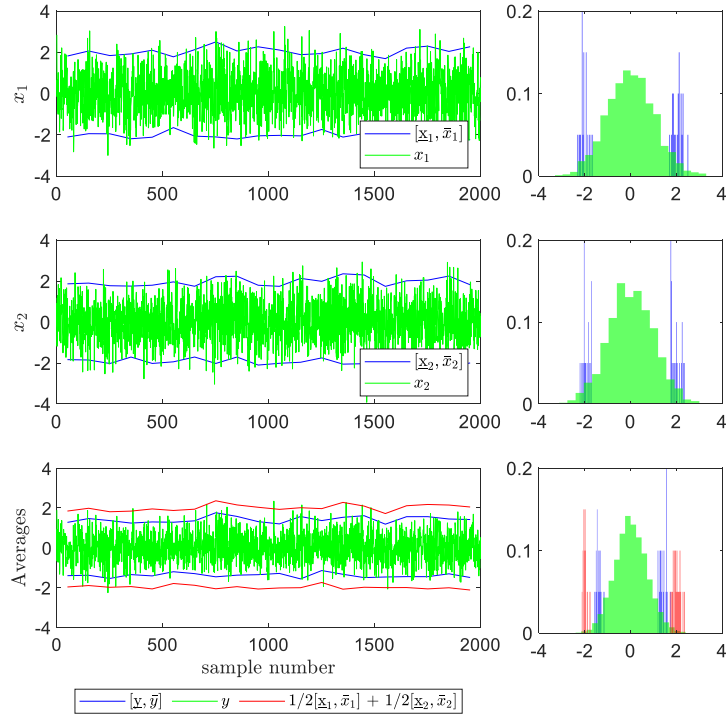 4
2
0
-2
-4
x₁
[x̲₁, x̄₁]
x₁
0 500 1000 1500 2000
0.2
0.1
0
-4 -2 0 2 4
4
2
0
-2
-4
x₂
[x̲₂, x̄₂]
x₂
0 500 1000 1500 2000
0.2
0.1
0
-4 -2 0 2 4
4
2
0
-2
-4
Averages
0 500 1000 1500 2000
sample number
0.2
0.1
0
-4 -2 0 2 4
[y̲, ȳ] y 1/2[x̲₁, x̄₁] + 1/2[x̲₂, x̄₂]